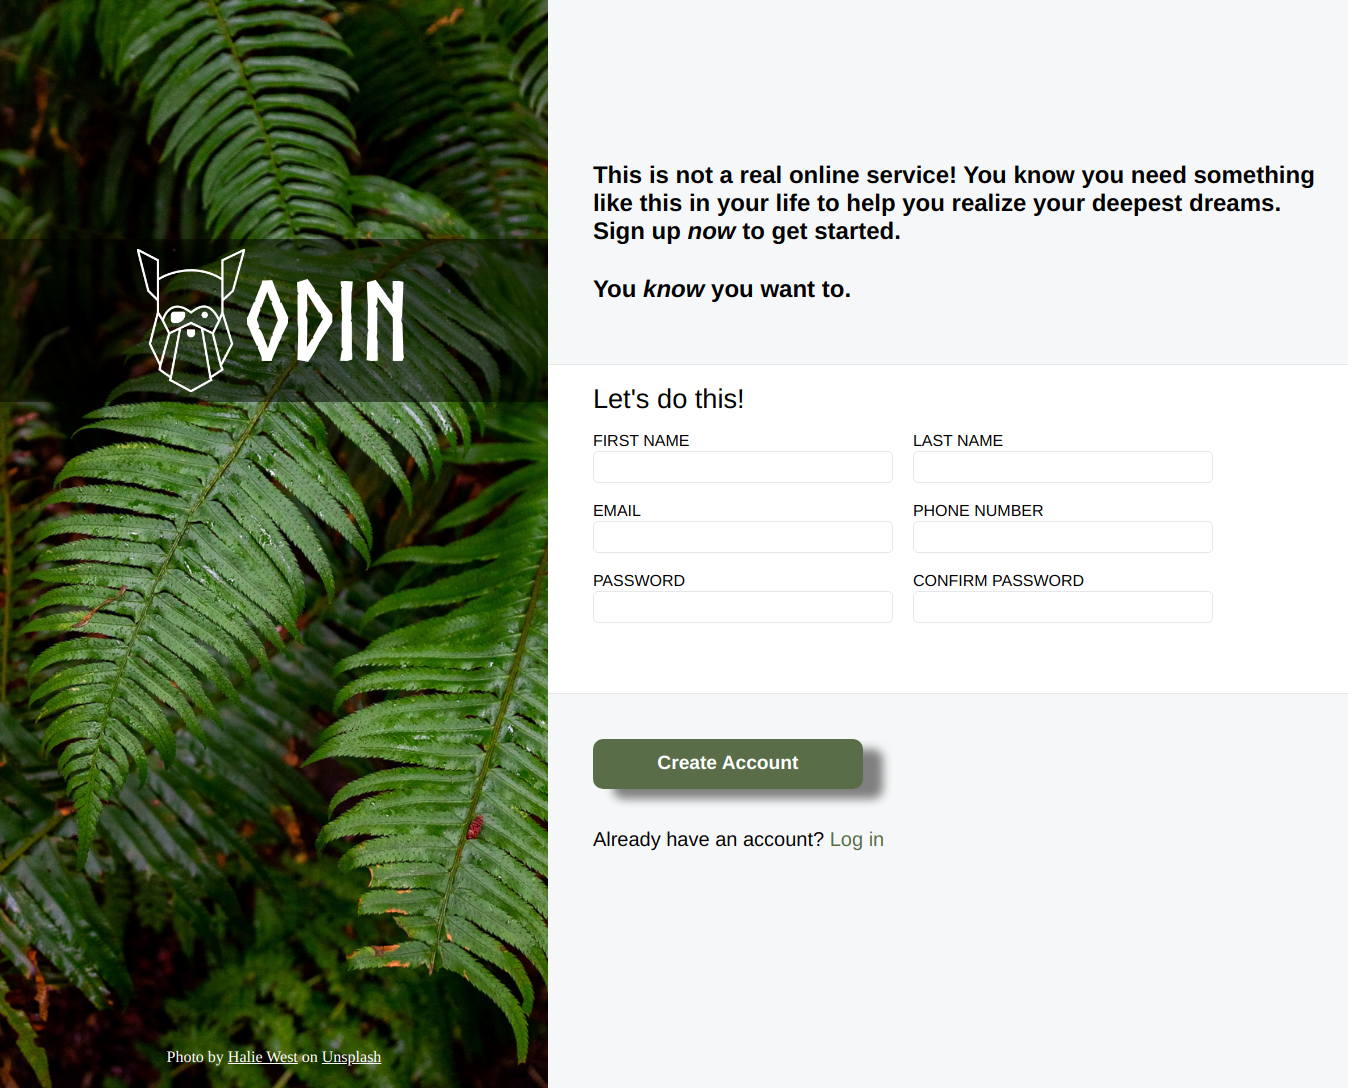 ODIN
Photo by Halie West on Unsplash
This is not a real online service! You know you need something
like this in your life to help you realize your deepest dreams.
Sign up now to get started.
You know you want to.
Let's do this!
FIRST NAME
LAST NAME
EMAIL
PHONE NUMBER
PASSWORD
CONFIRM PASSWORD
Create Account
Already have an account? Log in